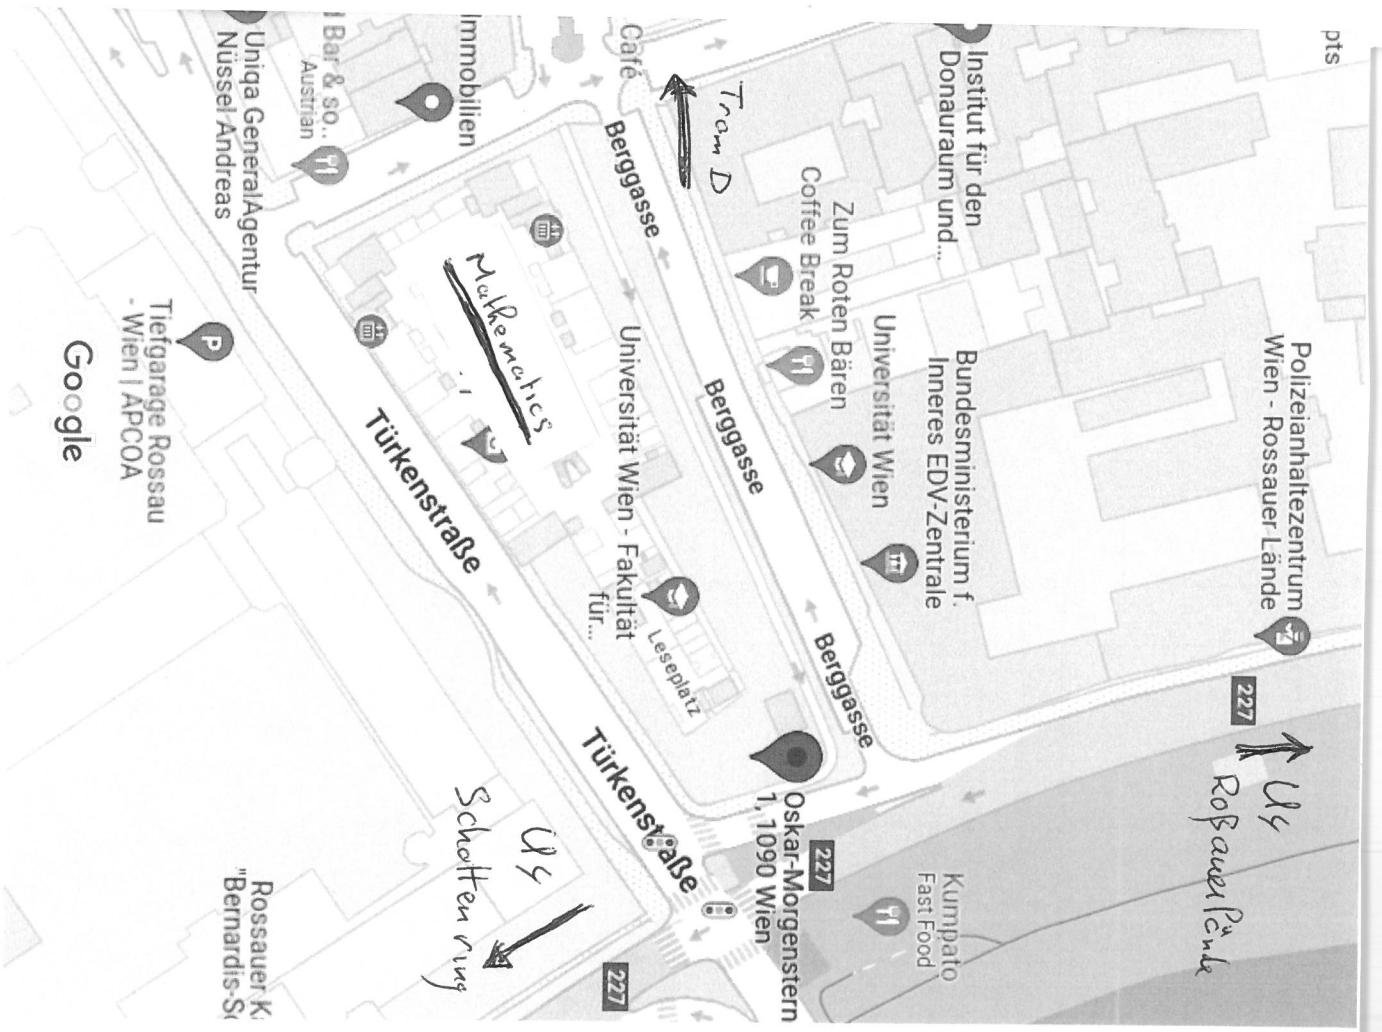 pts
Polizeianhaltezentrum
Wien - Rossauer Lände
227
U4
Roßauer Lände
Institut für den
Donauraum und...
Bundesministerium f.
Inneres EDV-Zentrale
Kumpato
Fast Food
Universität Wien
Zum Roten Bären
Coffee Break
Berggasse
227
Oskar-Morgenstern
1, 1090 Wien
Tram D
Berggasse
Berggasse
Café
Leseplatz
Universität Wien - Fakultät
für...
Türkenstraße
227
Mathematics
U4
Schottenring
Immobilien
Türkenstraße
Bar & so..
Austrian
Uniqa GeneralAgentur
Nüssel Andreas
Rossauer K
"Bernardis-S
P
Tiefgarage Rossau
- Wien | APCOA
Google